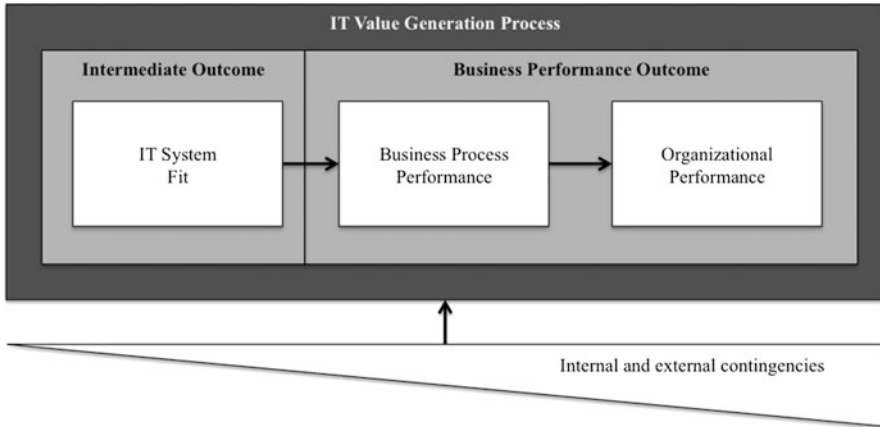 IT Value Generation Process
Intermediate Outcome
Business Performance Outcome
IT System
Fit
Business Process
Performance
Organizational
Performance
Internal and external contingencies